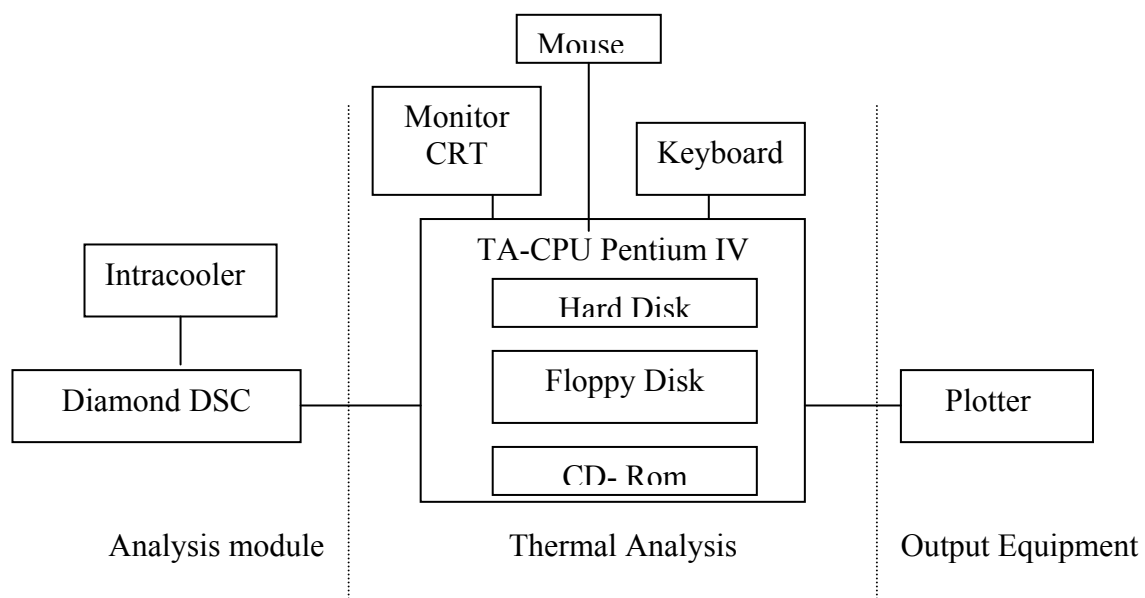 Mouse
Monitor
CRT
Keyboard
TA-CPU Pentium IV
Intracooler
Hard Disk
Floppy Disk
Diamond DSC
Plotter
CD- Rom
Analysis module
Thermal Analysis
Output Equipment